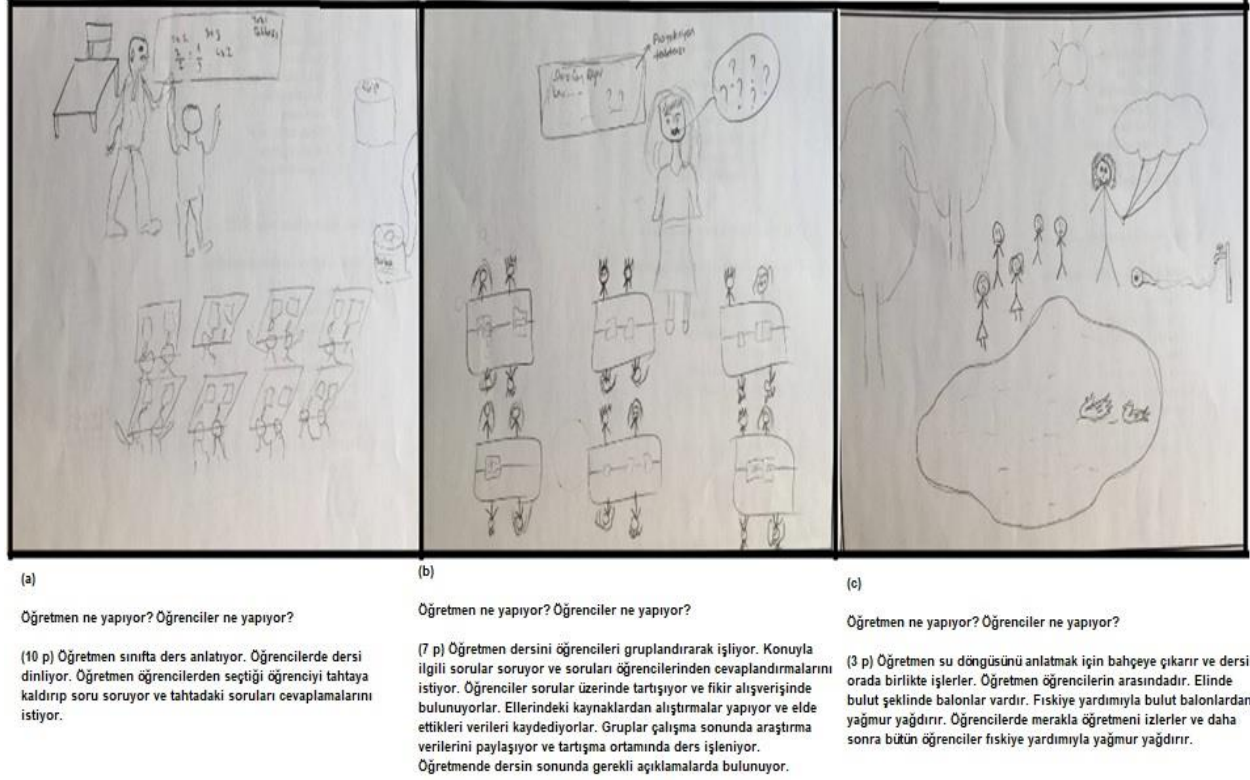 Yazı
tahtası
Projeksiyon
tahtası
(a)
Öğretmen ne yapıyor? Öğrenciler ne yapıyor?
(10 p) Öğretmen sınıfta ders anlatıyor. Öğrencilerde dersi
dinliyor. Öğretmen öğrencilerden seçtiği öğrenciyi tahtaya
kaldırıp soru soruyor ve tahtadaki soruları cevaplamalarını
istiyor.
(b)
Öğretmen ne yapıyor? Öğrenciler ne yapıyor?
(7 p) Öğretmen dersini öğrencileri gruplandırarak işliyor. Konuyla
ilgili sorular soruyor ve soruları öğrencilerinden cevaplandırmalarını
istiyor. Öğrenciler sorular üzerinde tartışıyor ve fikir alışverişinde
bulunuyorlar. Ellerindeki kaynaklardan alıştırmalar yapıyor ve elde
ettikleri verileri kaydediyorlar. Gruplar çalışma sonunda araştırma
verilerini paylaşıyor ve tartışma ortamında ders işleniyor.
Öğretmende dersin sonunda gerekli açıklamalarda bulunuyor.
(c)
Öğretmen ne yapıyor? Öğrenciler ne yapıyor?
(3 p) Öğretmen su döngüsünü anlatmak için bahçeye çıkarır ve dersi
orada birlikte işlerler. Öğretmen öğrencilerin arasındadır. Elinde
bulut şeklinde balonlar vardır. Fıskiye yardımıyla bulut balonlardan
yağmur yağdırır. Öğrencilerde merakla öğretmeni izlerler ve daha
sonra bütün öğrenciler fıskiye yardımıyla yağmur yağdırır.